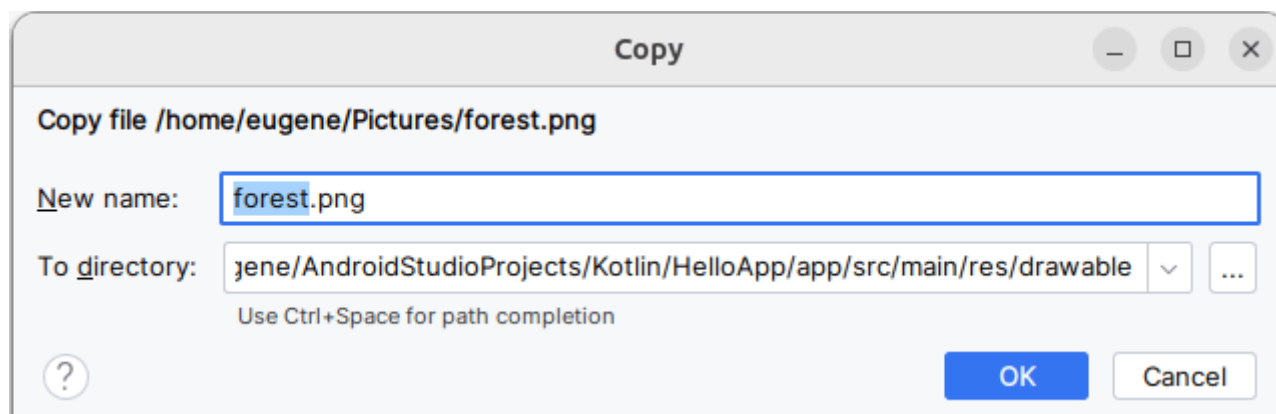 Copy
Copy file /home/eugene/Pictures/forest.png
New name: forest.png
To directory: gene/AndroidStudioProjects/Kotlin/HelloApp/app/src/main/res/drawable ...
Use Ctrl+Space for path completion
? OK Cancel